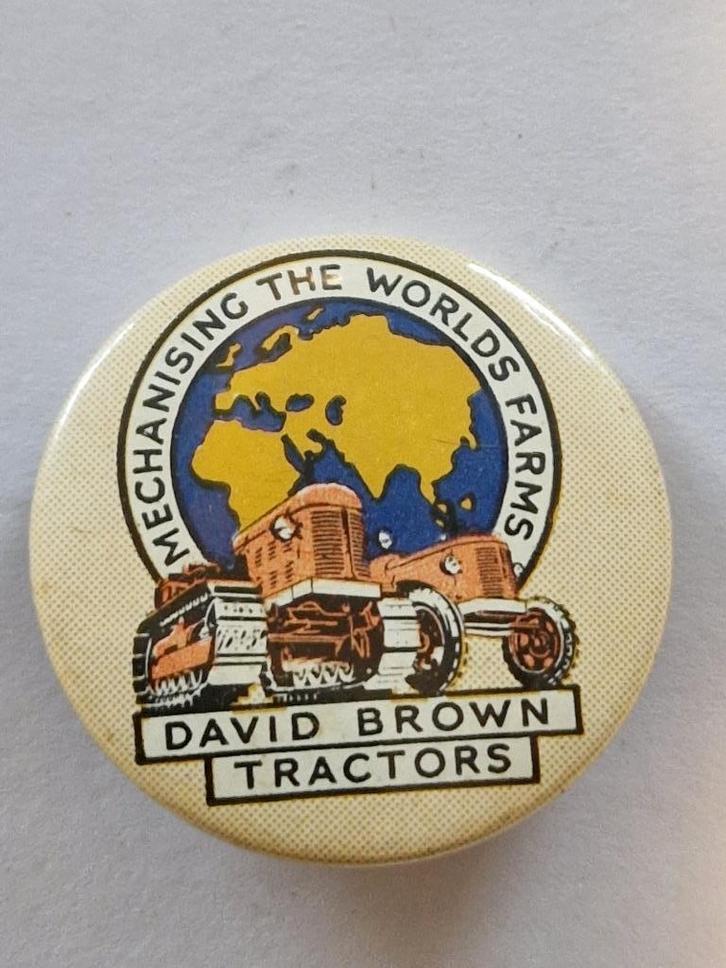 MECHANISING THE WORLDS FARMS
DAVID BROWN
TRACTORS